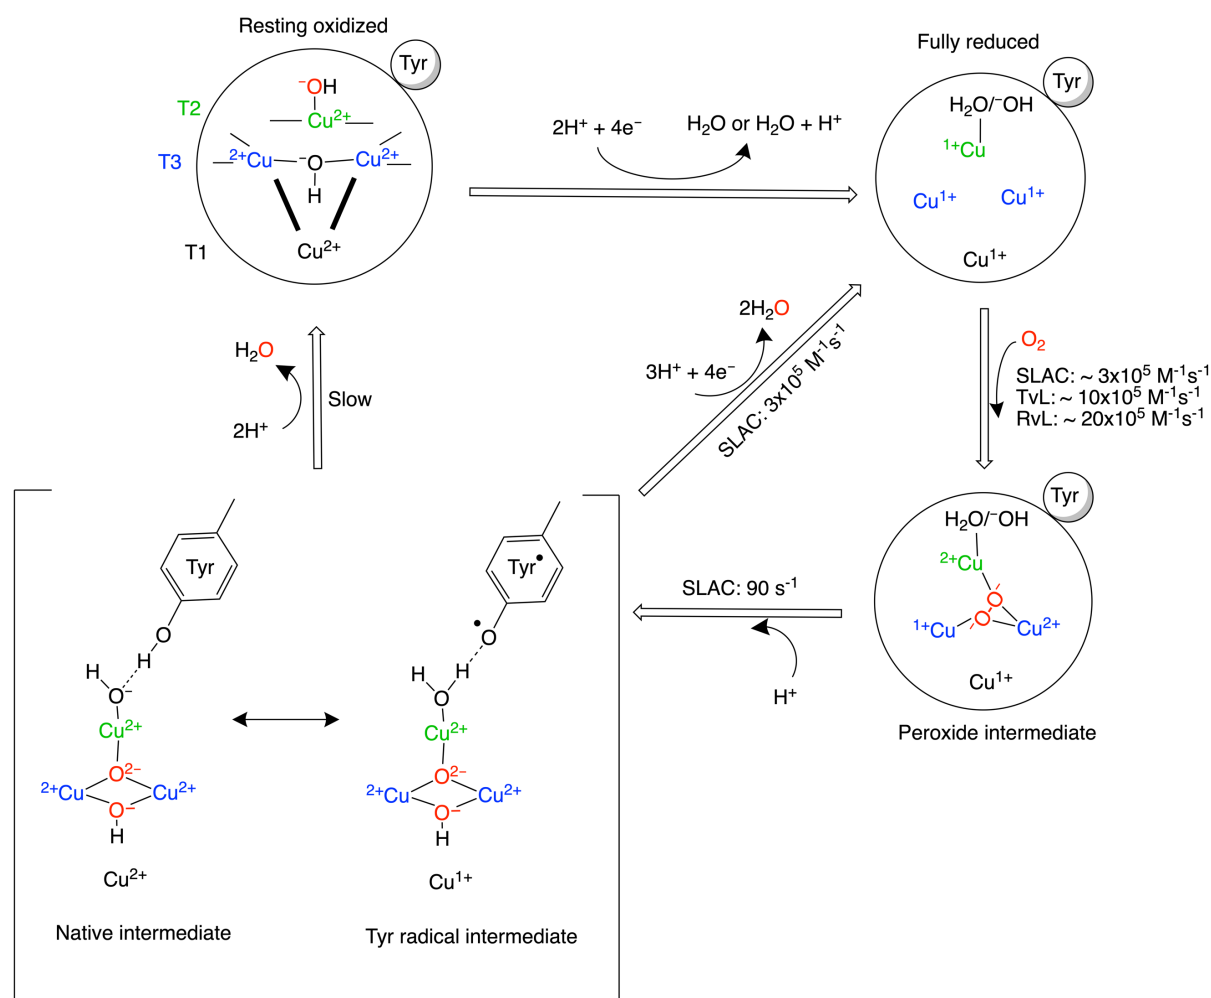 Resting oxidized
Tyr
T2
⁻OH
Cu²⁺
T3
²⁺Cu
⁻O
Cu²⁺
H
T1
Cu²⁺
2H⁺ + 4e⁻
H₂O or H₂O + H⁺
Fully reduced
Tyr
H₂O/⁻OH
¹⁺Cu
Cu¹⁺
Cu¹⁺
Cu¹⁺
O₂
SLAC: ~ 3x10⁵ M⁻¹s⁻¹
TvL: ~ 10x10⁵ M⁻¹s⁻¹
RvL: ~ 20x10⁵ M⁻¹s⁻¹
2H₂O
3H⁺ + 4e⁻
SLAC: 3x10⁵ M⁻¹s⁻¹
H₂O
2H⁺
Slow
Tyr
H₂O/⁻OH
²⁺Cu
O⁻
⁻O
¹⁺Cu
Cu²⁺
Cu¹⁺
Peroxide intermediate
SLAC: 90 s⁻¹
H⁺
Tyr
O
H
H
O⁻
Cu²⁺
O²⁻
²⁺Cu
Cu²⁺
O⁻
H
Cu²⁺
Native intermediate
Tyr•
•
O
H
H
O
Cu²⁺
O²⁻
²⁺Cu
Cu²⁺
O⁻
H
Cu¹⁺
Tyr radical intermediate